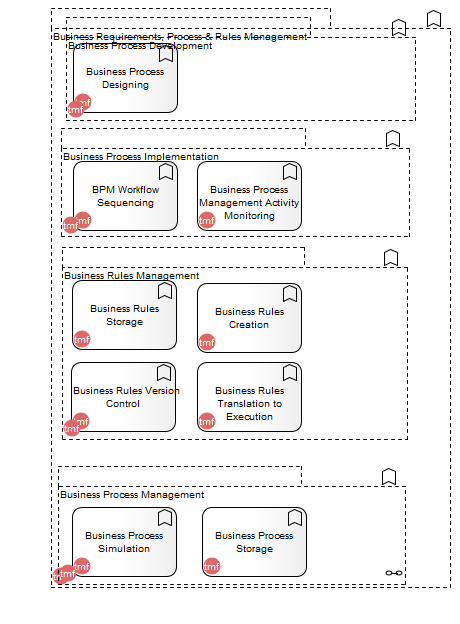 Business Requirements, Process & Rules Management
Business Process Development
Business Process
Designing
tmf
tmf
Business Process Implementation
BPM Workflow
Sequencing
tmf
tmf
Business Process
Management Activity
Monitoring
tmf
Business Rules Management
Business Rules
Storage
tmf
Business Rules
Creation
tmf
Business Rules Version
Control
tmf
tmf
Business Rules
Translation to
Execution
tmf
Business Process Management
Business Process
Simulation
tmf
tmf
Business Process
Storage
tmf